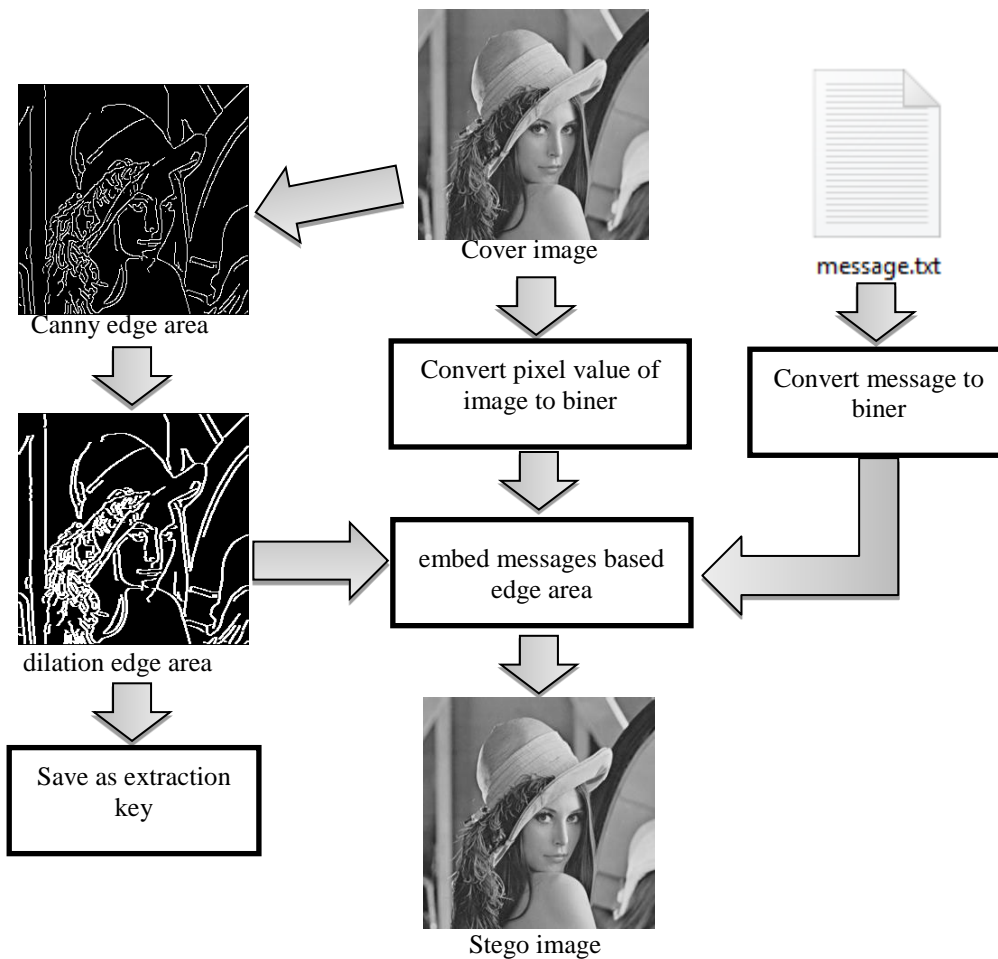 Cover image
message.txt
Canny edge area
Convert pixel value of
image to biner
Convert message to
biner
embed messages based
edge area
dilation edge area
Save as extraction
key
Stego image